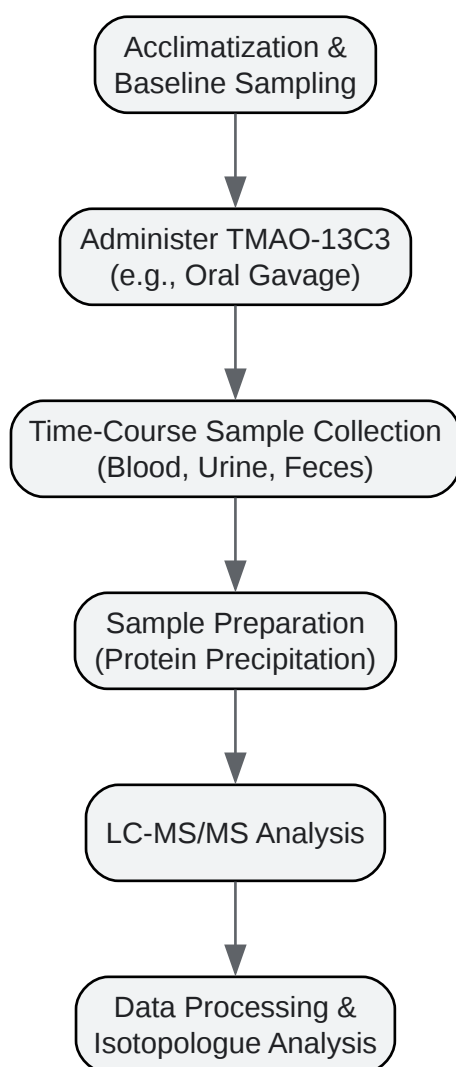 Acclimatization &
Baseline Sampling
Administer TMAO-13C3
(e.g., Oral Gavage)
Time-Course Sample Collection
(Blood, Urine, Feces)
Sample Preparation
(Protein Precipitation)
LC-MS/MS Analysis
Data Processing &
Isotopologue Analysis